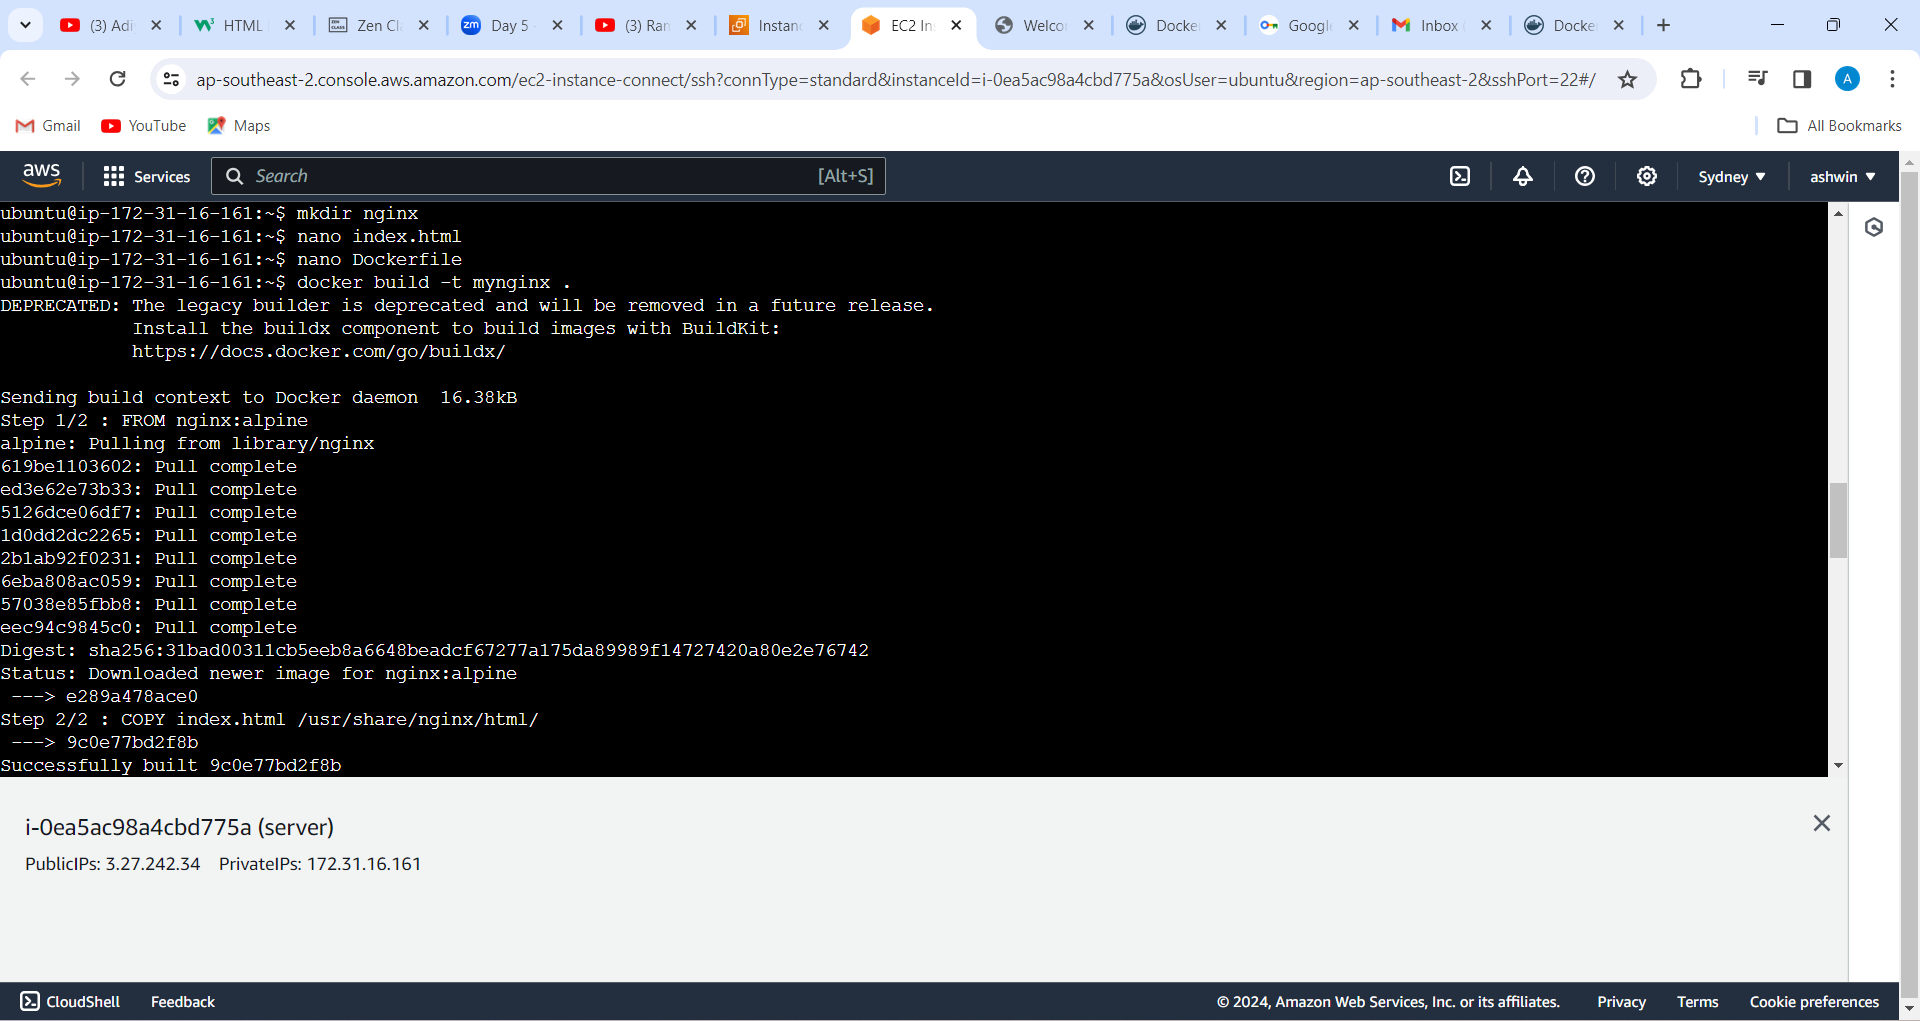 (3) Adi
HTML
Zen Cl
Day 5
(3) Ran
Instanc
EC2 In
Welco
Docke
Google
Inbox
Docke
ap-southeast-2.console.aws.amazon.com/ec2-instance-connect/ssh?connType=standard&instanceId=i-0ea5ac98a4cbd775a&osUser=ubuntu&region=ap-southeast-2&sshPort=22#/
A
Gmail
YouTube
Maps
All Bookmarks
aws
Services
Search
[Alt+S]
Sydney
ashwin
ubuntu@ip-172-31-16-161:~$ mkdir nginx
ubuntu@ip-172-31-16-161:~$ nano index.html
ubuntu@ip-172-31-16-161:~$ nano Dockerfile
ubuntu@ip-172-31-16-161:~$ docker build -t mynginx .
DEPRECATED: The legacy builder is deprecated and will be removed in a future release.
Install the buildx component to build images with BuildKit:
https://docs.docker.com/go/buildx/
Sending build context to Docker daemon  16.38kB
Step 1/2 : FROM nginx:alpine
alpine: Pulling from library/nginx
619be1103602: Pull complete
ed3e62e73b33: Pull complete
5126dce06df7: Pull complete
1d0dd2dc2265: Pull complete
2b1ab92f0231: Pull complete
6eba808ac059: Pull complete
57038e85fbb8: Pull complete
eec94c9845c0: Pull complete
Digest: sha256:31bad00311cb5eeb8a6648beadcf67277a175da89989f14727420a80e2e76742
Status: Downloaded newer image for nginx:alpine
---> e289a478ace0
Step 2/2 : COPY index.html /usr/share/nginx/html/
---> 9c0e77bd2f8b
Successfully built 9c0e77bd2f8b
i-0ea5ac98a4cbd775a (server)
PublicIPs: 3.27.242.34    PrivateIPs: 172.31.16.161
CloudShell
Feedback
© 2024, Amazon Web Services, Inc. or its affiliates.
Privacy
Terms
Cookie preferences